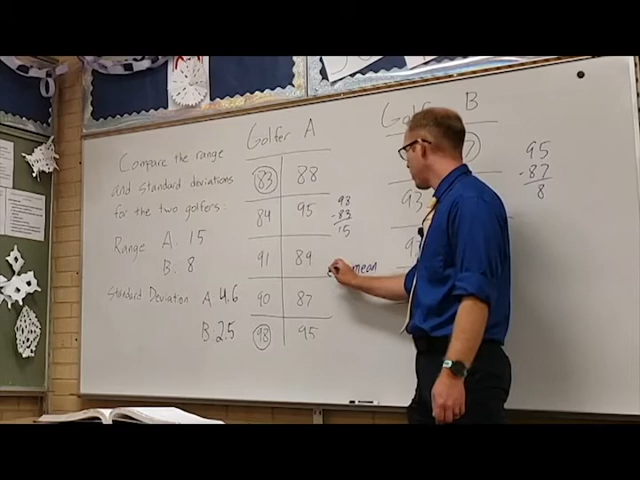 Compare the range
and standard deviations
for the two golfers:
Range A. 15
B. 8
Standard Deviation A: 4.6
B: 2.5
Golfer A
83 88
84 95
91 89
90 87
98 95
98
-83
15
mean
Golfer B
93
95
-87
8